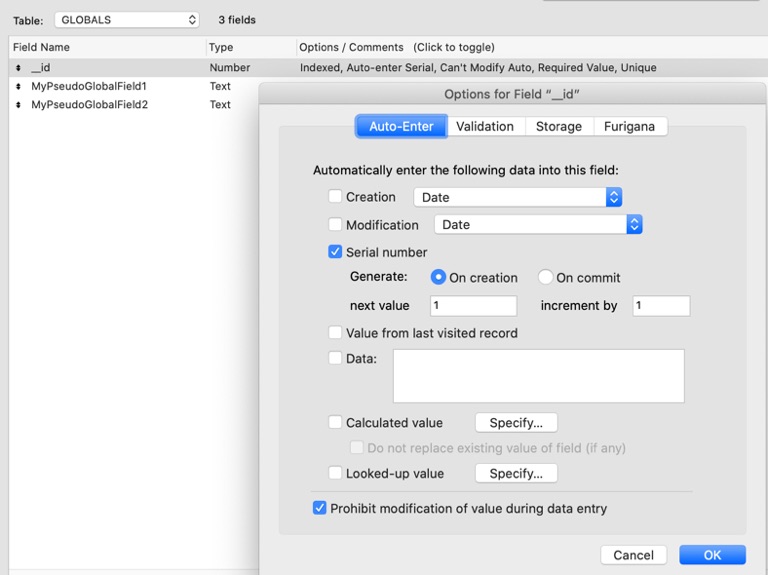 Table: GLOBALS 3 fields
Field Name Type Options / Comments (Click to toggle)
__id Number Indexed, Auto-enter Serial, Can't Modify Auto, Required Value, Unique
MyPseudoGlobalField1 Text
MyPseudoGlobalField2 Text
Options for Field “__id”
Auto-Enter Validation Storage Furigana
Automatically enter the following data into this field:
Creation Date
Modification Date
Serial number
Generate: On creation On commit
next value 1 increment by 1
Value from last visited record
Data:
Calculated value Specify...
Do not replace existing value of field (if any)
Looked-up value Specify...
Prohibit modification of value during data entry
Cancel OK